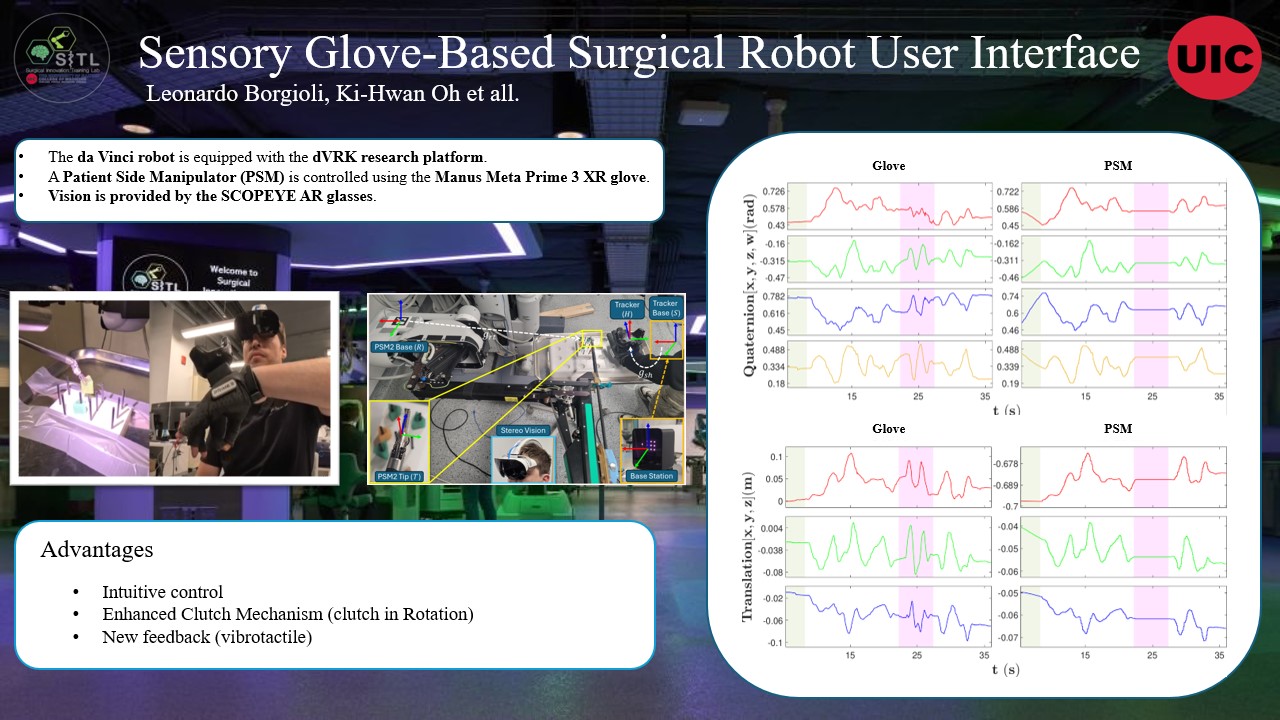 SITL
Surgical Innovation Training Lab
Sensory Glove-Based Surgical Robot User Interface
UIC
Leonardo Borgioli, Ki-Hwan Oh et all.
• The da Vinci robot is equipped with the dVRK research platform.
• A Patient Side Manipulator (PSM) is controlled using the Manus Meta Prime 3 XR glove.
• Vision is provided by the SCOPEYE AR glasses.
SITL
Welcome to
Surgical
PSM2 Base (R)
g_rt
Tracker
(H)
Tracker
Base (S)
g_sh
PSM2 Tip (T)
Stereo Vision
Base Station
Advantages
• Intuitive control
• Enhanced Clutch Mechanism (clutch in Rotation)
• New feedback (vibrotactile)
Glove PSM
Quaternion[x, y, z, w](rad)
0.726 0.722
0.578 0.586
0.43 0.45
-0.16 -0.162
-0.315 -0.311
-0.47 -0.46
0.782 0.74
0.616 0.6
0.45 0.46
0.488 0.488
0.334 0.339
0.18 0.19
15 25 35 15 25 35
t (s)
Glove PSM
Translation[x, y, z](m)
0.1 -0.678
0.05 -0.689
0 -0.7
0.004 -0.04
-0.038 -0.05
-0.08 -0.06
-0.02 -0.05
-0.06 -0.06
-0.1 -0.07
15 25 35 15 25 35
t (s)